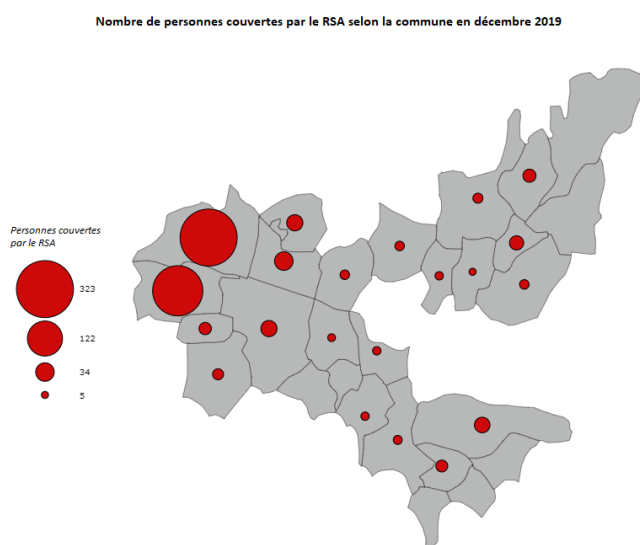 Nombre de personnes couvertes par le RSA selon la commune en décembre 2019
Personnes couvertes
par le RSA
323
122
34
5